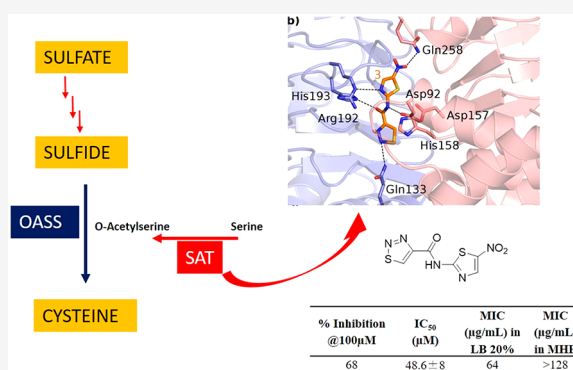 SULFATE
SULFIDE
OASS
O-Acetylserine
Serine
SAT
CYSTEINE
b)
Gln258
3
His193
Asp92
Arg192
Asp157
His158
Gln133
N
N
S
O
HN
S
N
NO2
% Inhibition @100μM
IC50 (μM)
MIC (μg/mL) in LB 20%
MIC (μg/mL) in MHB
68
48.6±8
64
>128